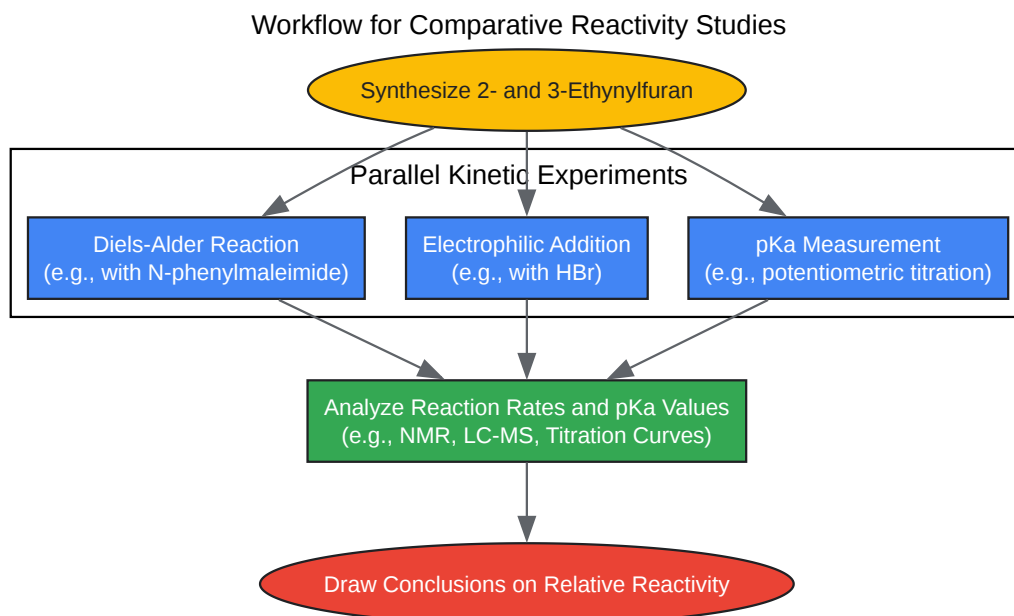 Workflow for Comparative Reactivity Studies
Synthesize 2- and 3-Ethynylfuran
Parallel Kinetic Experiments
Diels-Alder Reaction
(e.g., with N-phenylmaleimide)
Electrophilic Addition
(e.g., with HBr)
pKa Measurement
(e.g., potentiometric titration)
Analyze Reaction Rates and pKa Values
(e.g., NMR, LC-MS, Titration Curves)
Draw Conclusions on Relative Reactivity